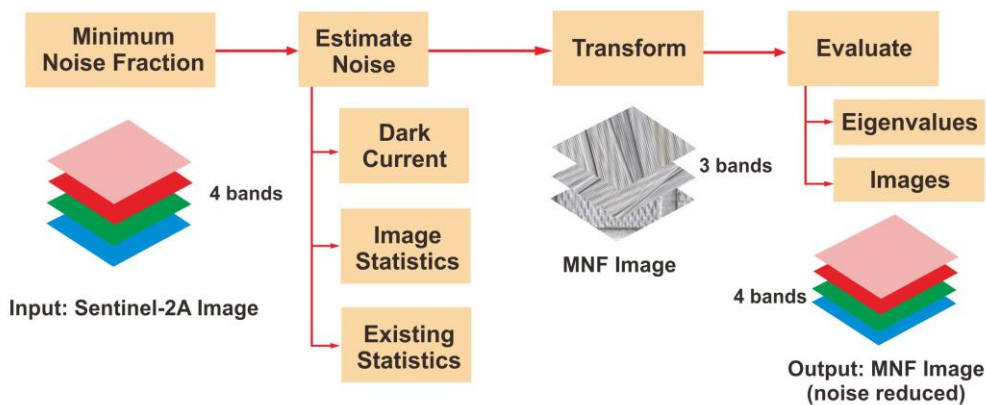 Minimum
Noise Fraction
Estimate
Noise
Transform
Evaluate
Dark
Current
Image
Statistics
Existing
Statistics
Eigenvalues
Images
4 bands
Input: Sentinel-2A Image
3 bands
MNF Image
4 bands
Output: MNF Image
(noise reduced)